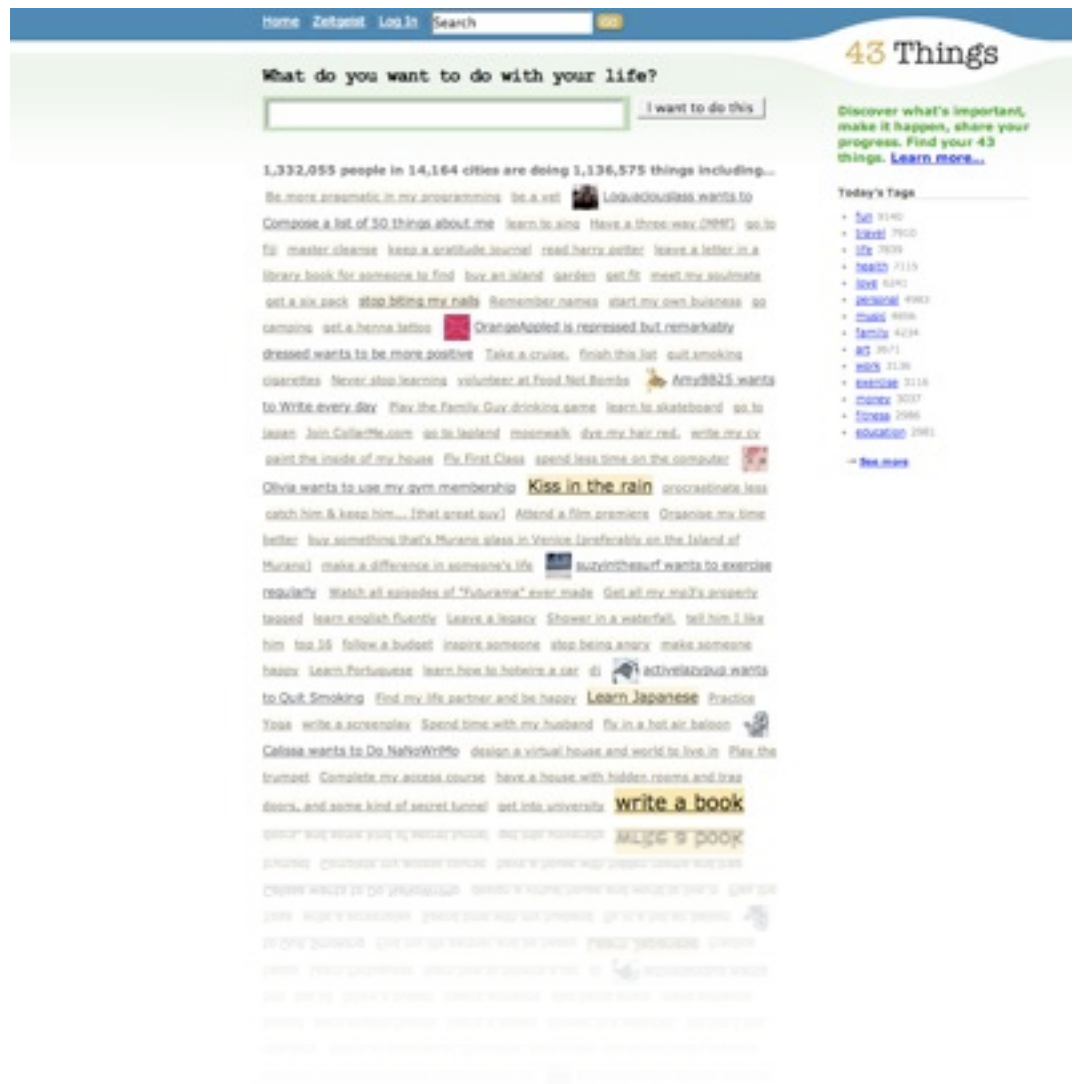 Home Zeitgeist Log In Search GO
43 Things
What do you want to do with your life?
I want to do this
Discover what's important,
make it happen, share your
progress. Find your 43
things. Learn more...
1,332,055 people in 14,164 cities are doing 1,136,575 things including...
Be more pragmatic in my programming be a vet Loquaciouslass wants to
Compose a list of 50 things about me learn to sing Have a three-way (MMF) go to
fiji master cleanse keep a gratitude journal read harry potter leave a letter in a
library book for someone to find buy an island garden get fit meet my soulmate
get a six pack stop biting my nails Remember names start my own buisness go
camping get a henna tattoo OrangeAppled is repressed but remarkably
dressed wants to be more positive Take a cruise. finish this list quit smoking
cigarettes Never stop learning volunteer at Food Not Bombs Amy9825 wants
to Write every day Play the Family Guy drinking game learn to skateboard go to
japan Join CollarMe.com go to lapland moonwalk dye my hair red. write my cv
paint the inside of my house Fly First Class spend less time on the computer
Olivia wants to use my gym membership Kiss in the rain procrastinate less
catch him & keep him... [that great guy] Attend a film premiere Organise my time
better buy something that's Murano glass in Venice (preferably on the Island of
Murano) make a difference in someone's life suzyinthesurf wants to exercise
regularly Watch all episodes of "Futurama" ever made Get all my mp3's properly
tagged learn english fluently Leave a legacy Shower in a waterfall. tell him I like
him top 16 follow a budget inspire someone stop being angry make someone
happy Learn Portuguese learn how to hotwire a car dj activelazypup wants
to Quit Smoking Find my life partner and be happy Learn Japanese Practice
Yoga write a screenplay Spend time with my husband fly in a hot air baloon
Calissa wants to Do NaNoWriMo design a virtual house and world to live in Play the
trumpet Complete my access course have a house with hidden rooms and trap
doors, and some kind of secret tunnel get into university write a book
Today's Tags
fun 9140
travel 7910
life 7839
health 7115
love 6241
personal 4983
music 4656
family 4234
art 3671
work 3136
exercise 3116
money 3037
fitness 2986
education 2981
→ See more